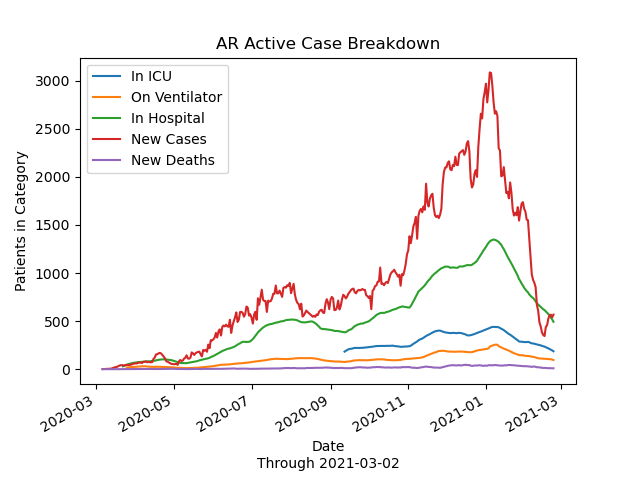 AR Active Case Breakdown
In ICU
On Ventilator
In Hospital
New Cases
New Deaths
Patients in Category
3000
2500
2000
1500
1000
500
0
2020-03
2020-05
2020-07
2020-09
2020-11
2021-01
2021-03
Date
Through 2021-03-02